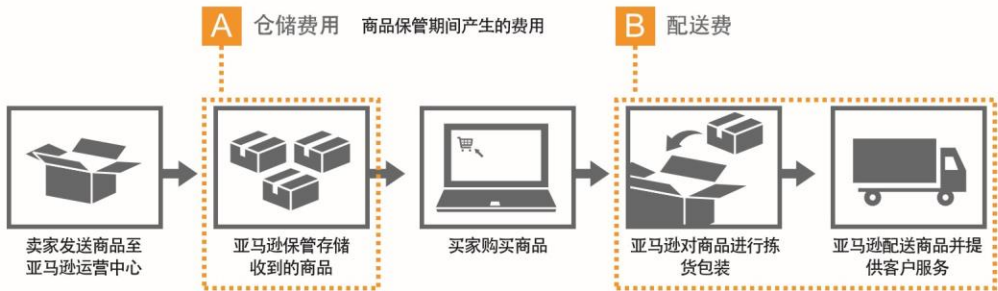 A 仓储费用 商品保管期间产生的费用
B 配送费
卖家发送商品至
亚马逊运营中心
亚马逊保管存储
收到的商品
买家购买商品
亚马逊对商品进行拣
货包装
亚马逊配送商品并提
供客户服务